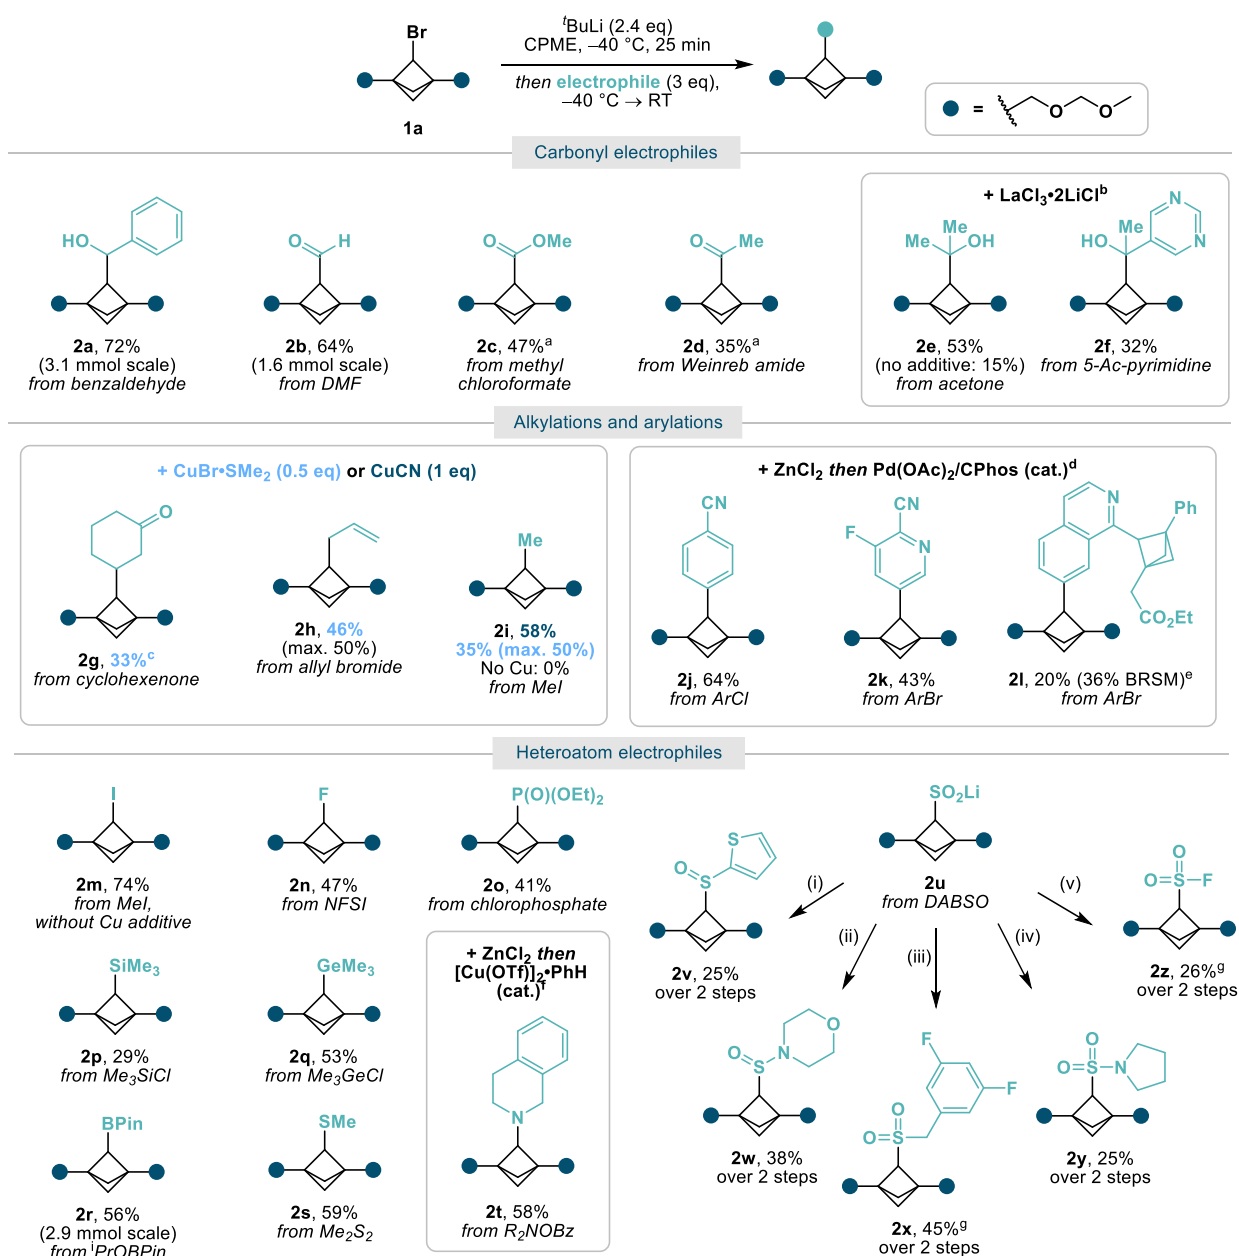 Br
ᵗBuLi (2.4 eq)
CPME, –40 °C, 25 min
then electrophile (3 eq),
–40 °C → RT
1a
= O O
Carbonyl electrophiles
HO
2a, 72%
(3.1 mmol scale)
from benzaldehyde
O H
2b, 64%
(1.6 mmol scale)
from DMF
O OMe
2c, 47%ᵃ
from methyl
chloroformate
O Me
2d, 35%ᵃ
from Weinreb amide
+ LaCl₃•2LiClᵇ
Me
Me OH
2e, 53%
(no additive: 15%)
from acetone
N
HO Me N
2f, 32%
from 5-Ac-pyrimidine
Alkylations and arylations
+ CuBr•SMe₂ (0.5 eq) or CuCN (1 eq)
O
2g, 33%ᶜ
from cyclohexenone
2h, 46%
(max. 50%)
from allyl bromide
Me
2i, 58%
35% (max. 50%)
No Cu: 0%
from MeI
+ ZnCl₂ then Pd(OAc)₂/CPhos (cat.)ᵈ
CN
2j, 64%
from ArCl
CN
F N
2k, 43%
from ArBr
N Ph
CO₂Et
2l, 20% (36% BRSM)ᵉ
from ArBr
Heteroatom electrophiles
I
2m, 74%
from MeI,
without Cu additive
F
2n, 47%
from NFSI
P(O)(OEt)₂
2o, 41%
from chlorophosphate
SiMe₃
2p, 29%
from Me₃SiCl
GeMe₃
2q, 53%
from Me₃GeCl
BPin
2r, 56%
(2.9 mmol scale)
from ⁱPrOBPin
SMe
2s, 59%
from Me₂S₂
+ ZnCl₂ then
[Cu(OTf)]₂•PhH
(cat.)ᶠ
N
2t, 58%
from R₂NOBz
SO₂Li
2u
from DABSO
(i)
(ii)
(iii)
(iv)
(v)
S
O S
2v, 25%
over 2 steps
O
O N
S
2w, 38%
over 2 steps
F
F
O
O S
2x, 45%ᵍ
over 2 steps
O
O S N
2y, 25%
over 2 steps
O
O S F
2z, 26%ᵍ
over 2 steps